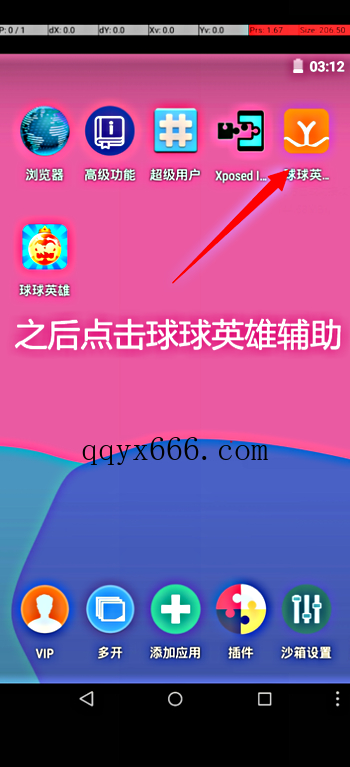 P: 0 / 1 dX: 0.0 dY: 0.0 Xv: 0.0 Yv: 0.0 Prs: 1.67 Size: 206.50
03:12
浏览器 高级功能 超级用户 Xposed I... 球球英...
球球英雄
之后点击球球英雄辅助
qqyx666.com
VIP 多开 添加应用 插件 沙箱设置